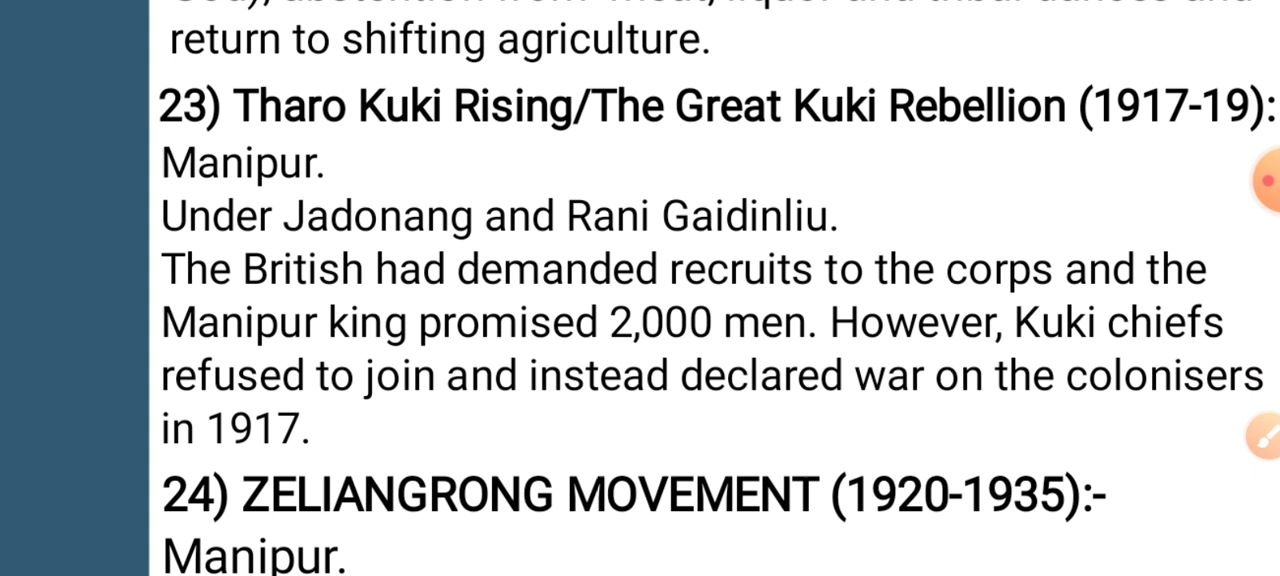 return to shifting agriculture.
23) Tharo Kuki Rising/The Great Kuki Rebellion (1917-19):
Manipur.
Under Jadonang and Rani Gaidinliu.
The British had demanded recruits to the corps and the
Manipur king promised 2,000 men. However, Kuki chiefs
refused to join and instead declared war on the colonisers
in 1917.
24) ZELIANGRONG MOVEMENT (1920-1935):-
Manipur.